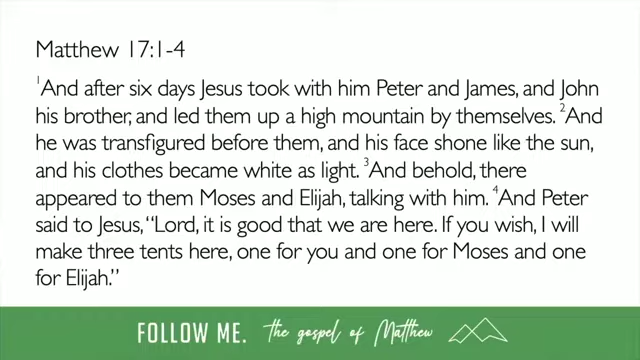 Matthew 17:1-4
¹And after six days Jesus took with him Peter and James, and John
his brother, and led them up a high mountain by themselves. ²And
he was transfigured before them, and his face shone like the sun,
and his clothes became white as light. ³And behold, there
appeared to them Moses and Elijah, talking with him. ⁴And Peter
said to Jesus, “Lord, it is good that we are here. If you wish, I will
make three tents here, one for you and one for Moses and one
for Elijah.”
FOLLOW ME. the gospel of Matthew